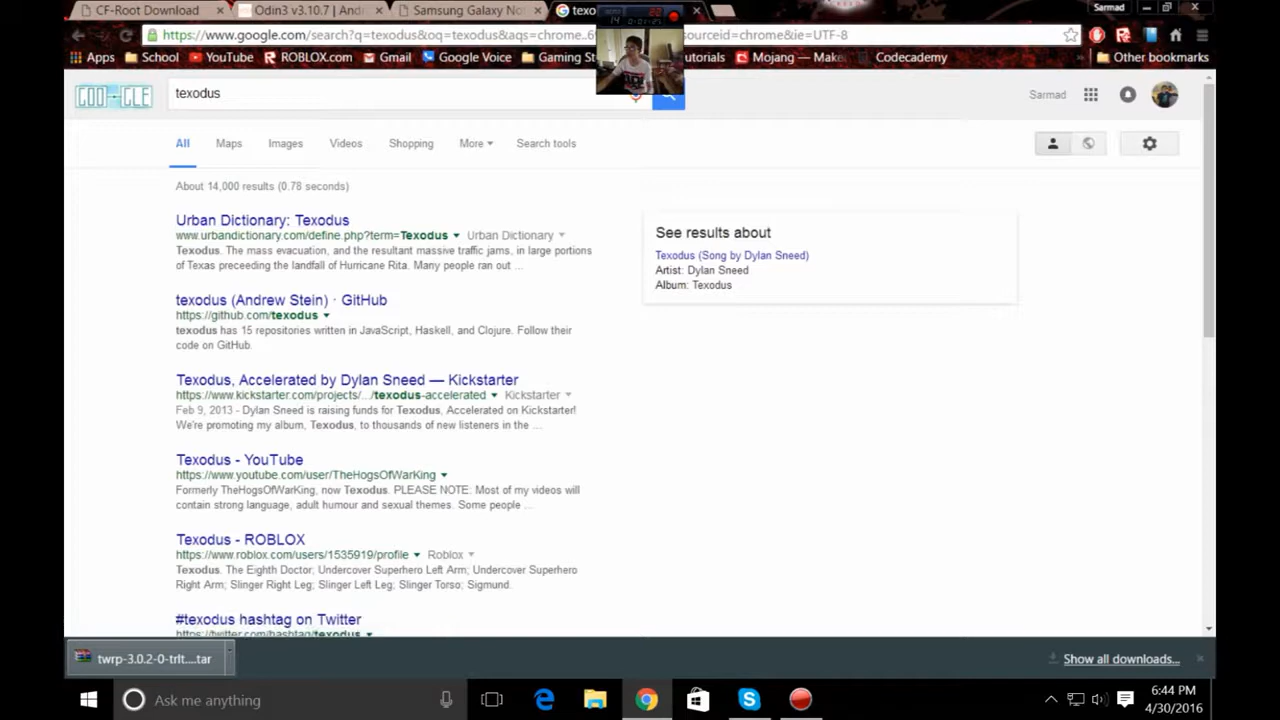 CF-Root Download
Odin3 v3.10.7 | And
Samsung Galaxy No
texo
Sarmad
https://www.google.com/search?q=texodus&oq=texodus&aqs=chrome..69
sourceid=chrome&ie=UTF-8
Apps
School
YouTube
ROBLOX.com
Gmail
Google Voice
Gaming St
utorials
Mojang — Make
Codecademy
Other bookmarks
GOOGLE
texodus
Sarmad
All
Maps
Images
Videos
Shopping
More
Search tools
About 14,000 results (0.78 seconds)
Urban Dictionary: Texodus
www.urbandictionary.com/define.php?term=Texodus Urban Dictionary
Texodus. The mass evacuation, and the resultant massive traffic jams, in large portions
of Texas preceeding the landfall of Hurricane Rita. Many people ran out ...
texodus (Andrew Stein) · GitHub
https://github.com/texodus
texodus has 15 repositories written in JavaScript, Haskell, and Clojure. Follow their
code on GitHub.
Texodus, Accelerated by Dylan Sneed — Kickstarter
https://www.kickstarter.com/projects/.../texodus-accelerated Kickstarter
Feb 9, 2013 - Dylan Sneed is raising funds for Texodus, Accelerated on Kickstarter!
We're promoting my album, Texodus, to thousands of new listeners in the ...
Texodus - YouTube
https://www.youtube.com/user/TheHogsOfWarKing
Formerly TheHogsOfWarKing, now Texodus. PLEASE NOTE: Most of my videos will
contain strong language, adult humour and sexual themes. Some people ...
Texodus - ROBLOX
https://www.roblox.com/users/1535919/profile Roblox
Texodus. The Eighth Doctor; Undercover Superhero Left Arm; Undercover Superhero
Right Arm; Slinger Right Leg; Slinger Left Leg; Slinger Torso; Sigmund.
#texodus hashtag on Twitter
https://twitter.com/hashtag/texodus
See results about
Texodus (Song by Dylan Sneed)
Artist: Dylan Sneed
Album: Texodus
twrp-3.0.2-0-trlt....tar
Show all downloads...
Ask me anything
6:44 PM
4/30/2016